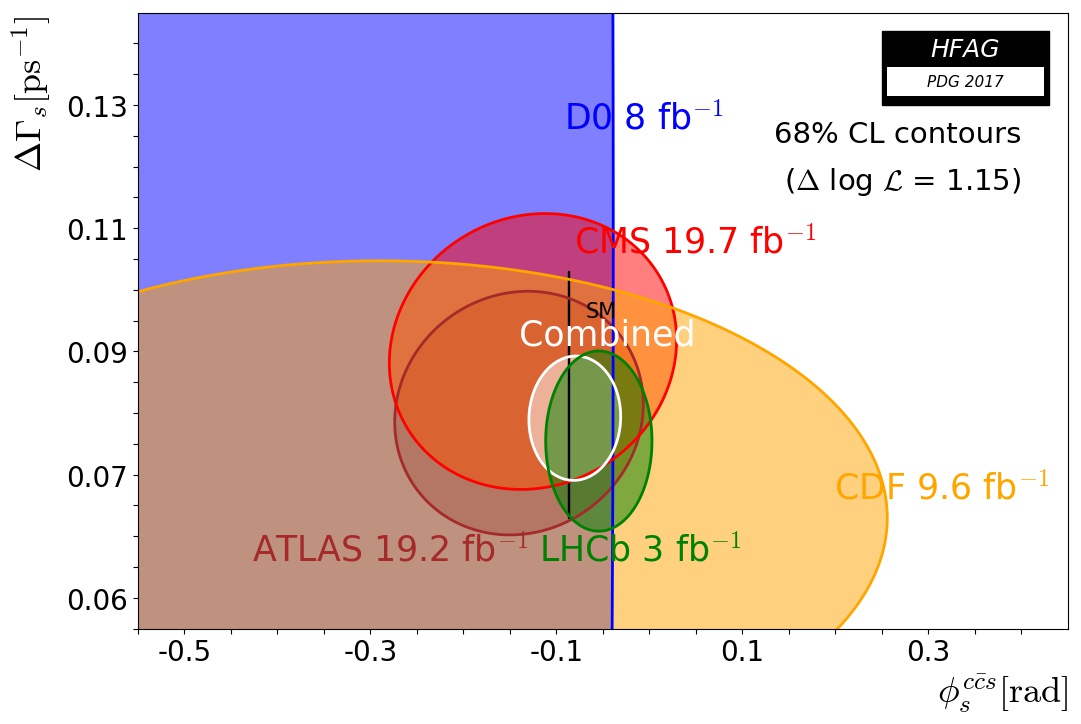 ΔΓ_s [ps⁻¹]
HFAG
PDG 2017
68% CL contours
(Δ log ℒ = 1.15)
D0 8 fb⁻¹
CMS 19.7 fb⁻¹
SM
Combined
CDF 9.6 fb⁻¹
ATLAS 19.2 fb⁻¹
LHCb 3 fb⁻¹
0.13
0.11
0.09
0.07
0.06
-0.5
-0.3
-0.1
0.1
0.3
ϕ_s^{cc̄s} [rad]